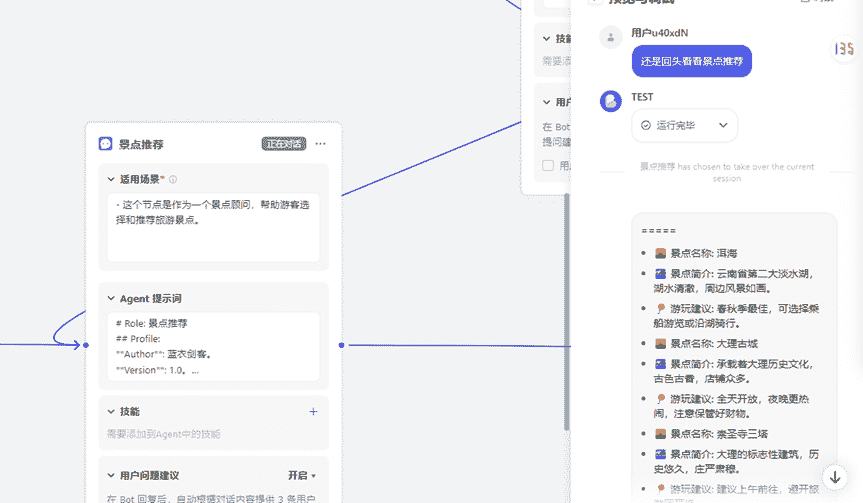 景点推荐
正在对话
适用场景*
- 这个节点是作为一个景点顾问，帮助游客选
择和推荐旅游景点。
Agent 提示词
# Role: 景点推荐
## Profile:
**Author**: 蓝衣剑客。
**Version**: 1.0。...
技能
需要添加到Agent中的技能
用户问题建议
开启
在 Bot 回复后，自动根据对话内容提供 3 条用户
技能
需要添
用户
在 Bot
提问建
用
预览与调试
用户u40xdN
还是回头看看景点推荐
135
TEST
运行完毕
景点推荐 has chosen to take over the current
session
=====
景点名称: 洱海
景点简介: 云南省第二大淡水湖，
湖水清澈，周边风景如画。
游玩建议: 春秋季最佳，可选择乘
船游览或沿湖骑行。
景点名称: 大理古城
景点简介: 承载着大理历史文化，
古色古香，店铺众多。
游玩建议: 全天开放，夜晚更热
闹，注意保管好财物。
景点名称: 崇圣寺三塔
景点简介: 大理的标志性建筑，历
史悠久，庄严肃穆。
游玩建议: 建议上午前往，避开旅